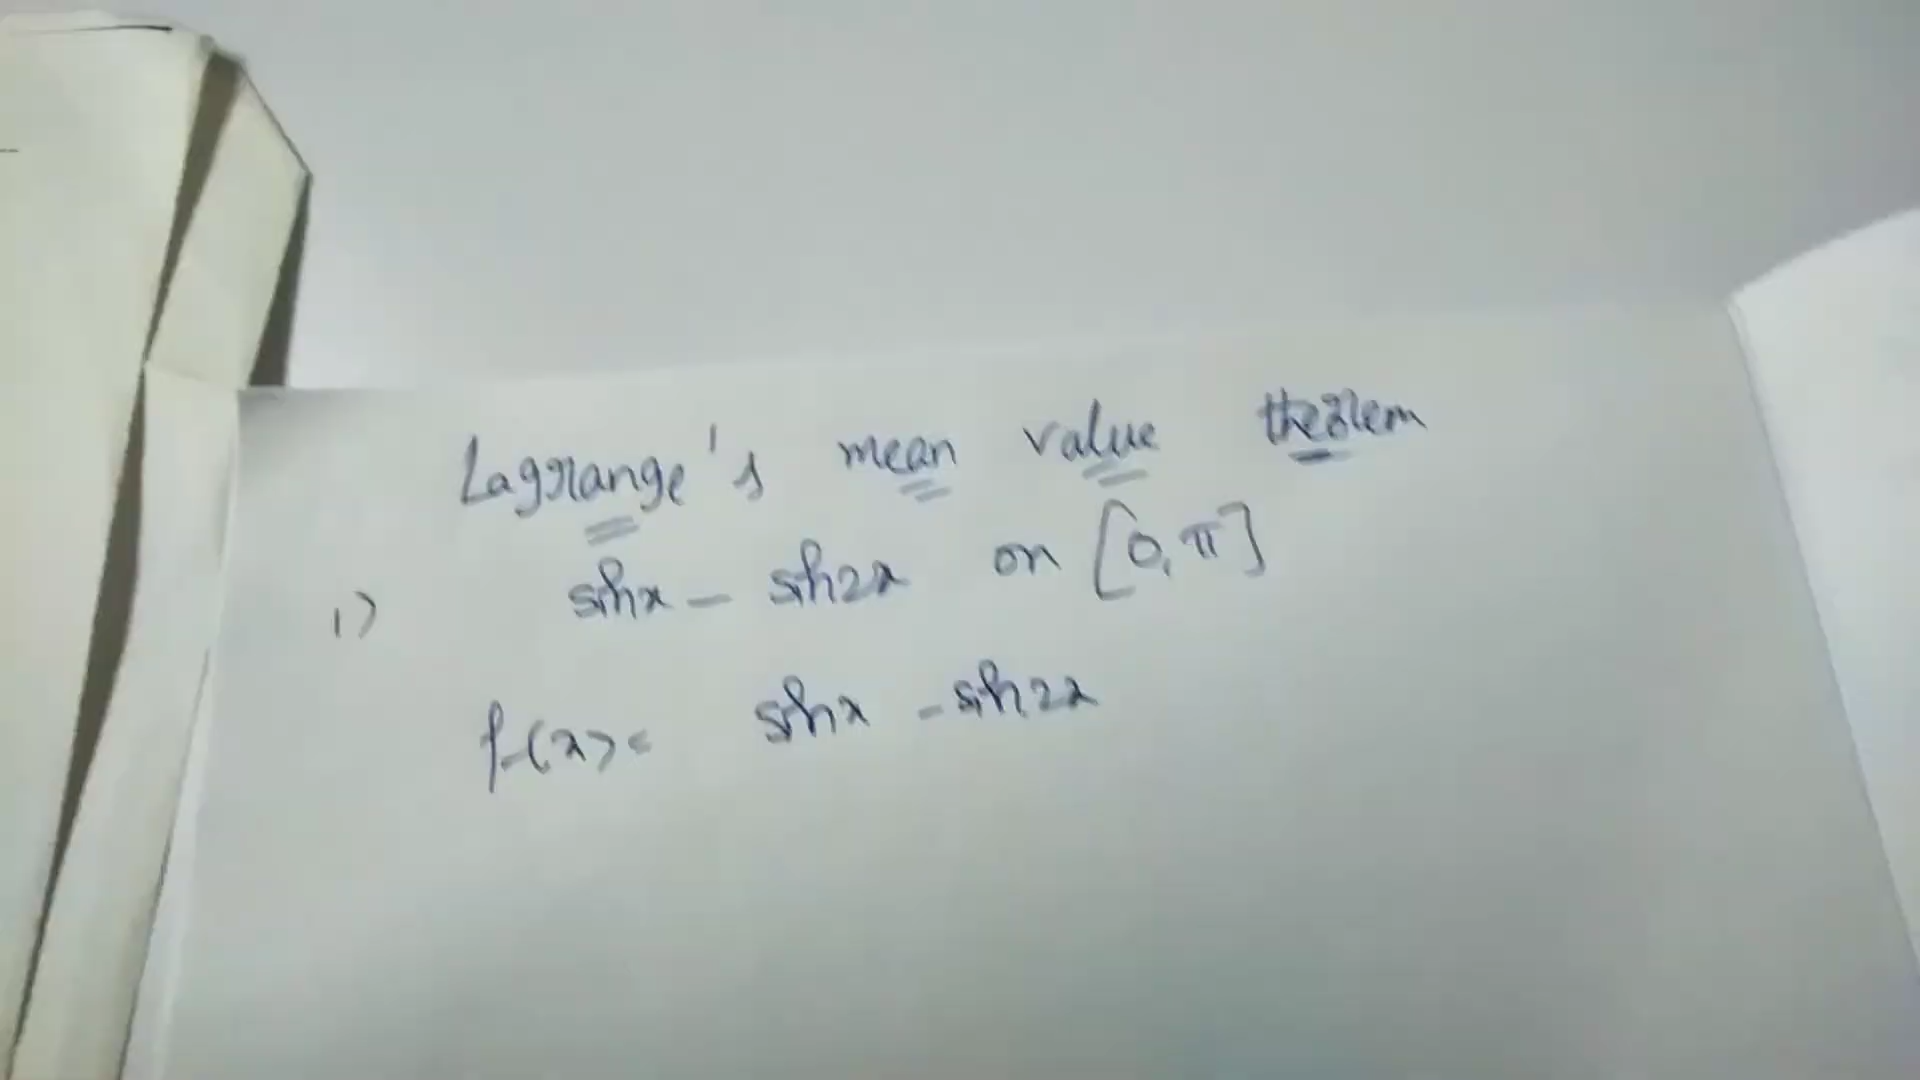 Lagrange's mean value theorem
1) sinx - sin2x on [0, π]
f(x) = sinx - sin2x